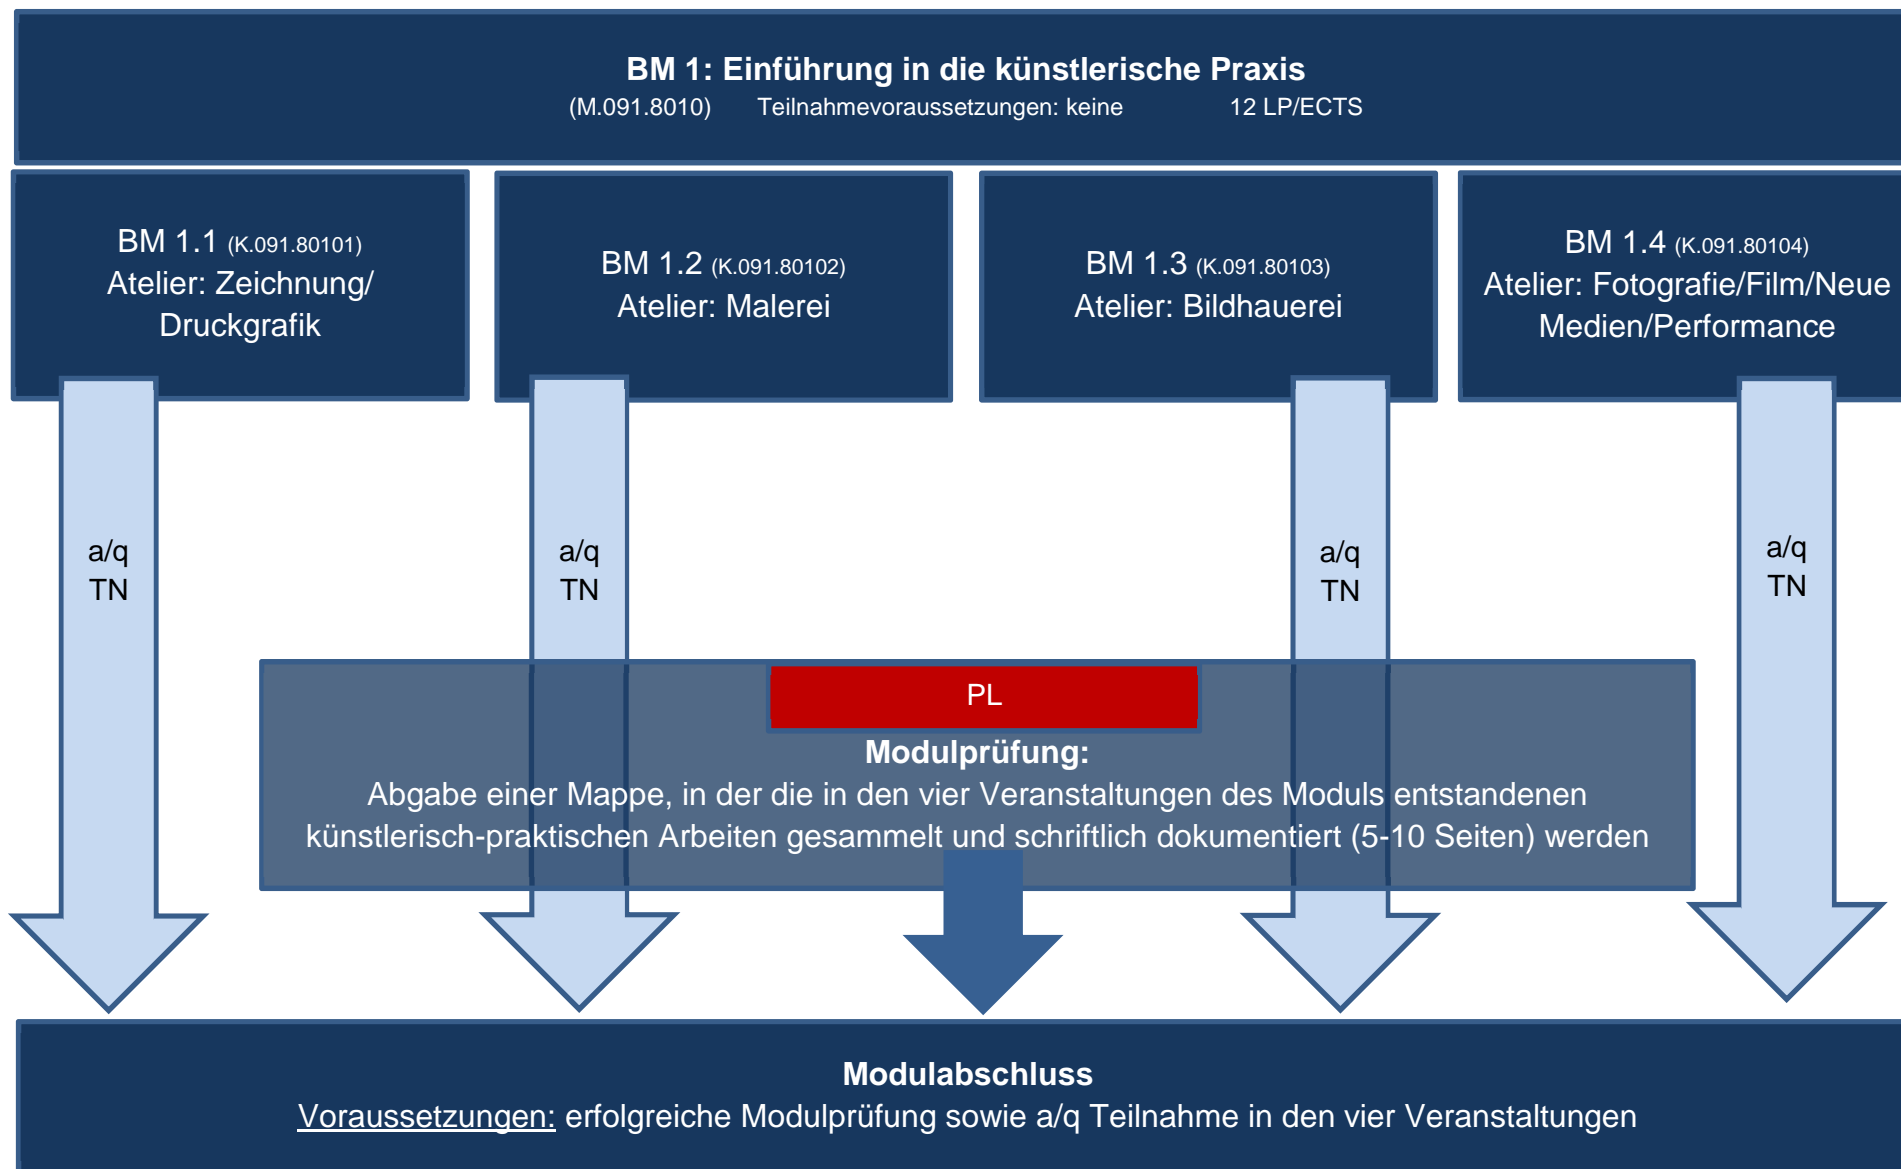 BM 1: Einführung in die künstlerische Praxis
(M.091.8010) Teilnahmevoraussetzungen: keine 12 LP/ECTS
BM 1.1 (K.091.80101)
Atelier: Zeichnung/
Druckgrafik
BM 1.2 (K.091.80102)
Atelier: Malerei
BM 1.3 (K.091.80103)
Atelier: Bildhauerei
BM 1.4 (K.091.80104)
Atelier: Fotografie/Film/Neue
Medien/Performance
a/q
TN
a/q
TN
a/q
TN
a/q
TN
PL
Modulprüfung:
Abgabe einer Mappe, in der die in den vier Veranstaltungen des Moduls entstandenen
künstlerisch-praktischen Arbeiten gesammelt und schriftlich dokumentiert (5-10 Seiten) werden
Modulabschluss
Voraussetzungen: erfolgreiche Modulprüfung sowie a/q Teilnahme in den vier Veranstaltungen